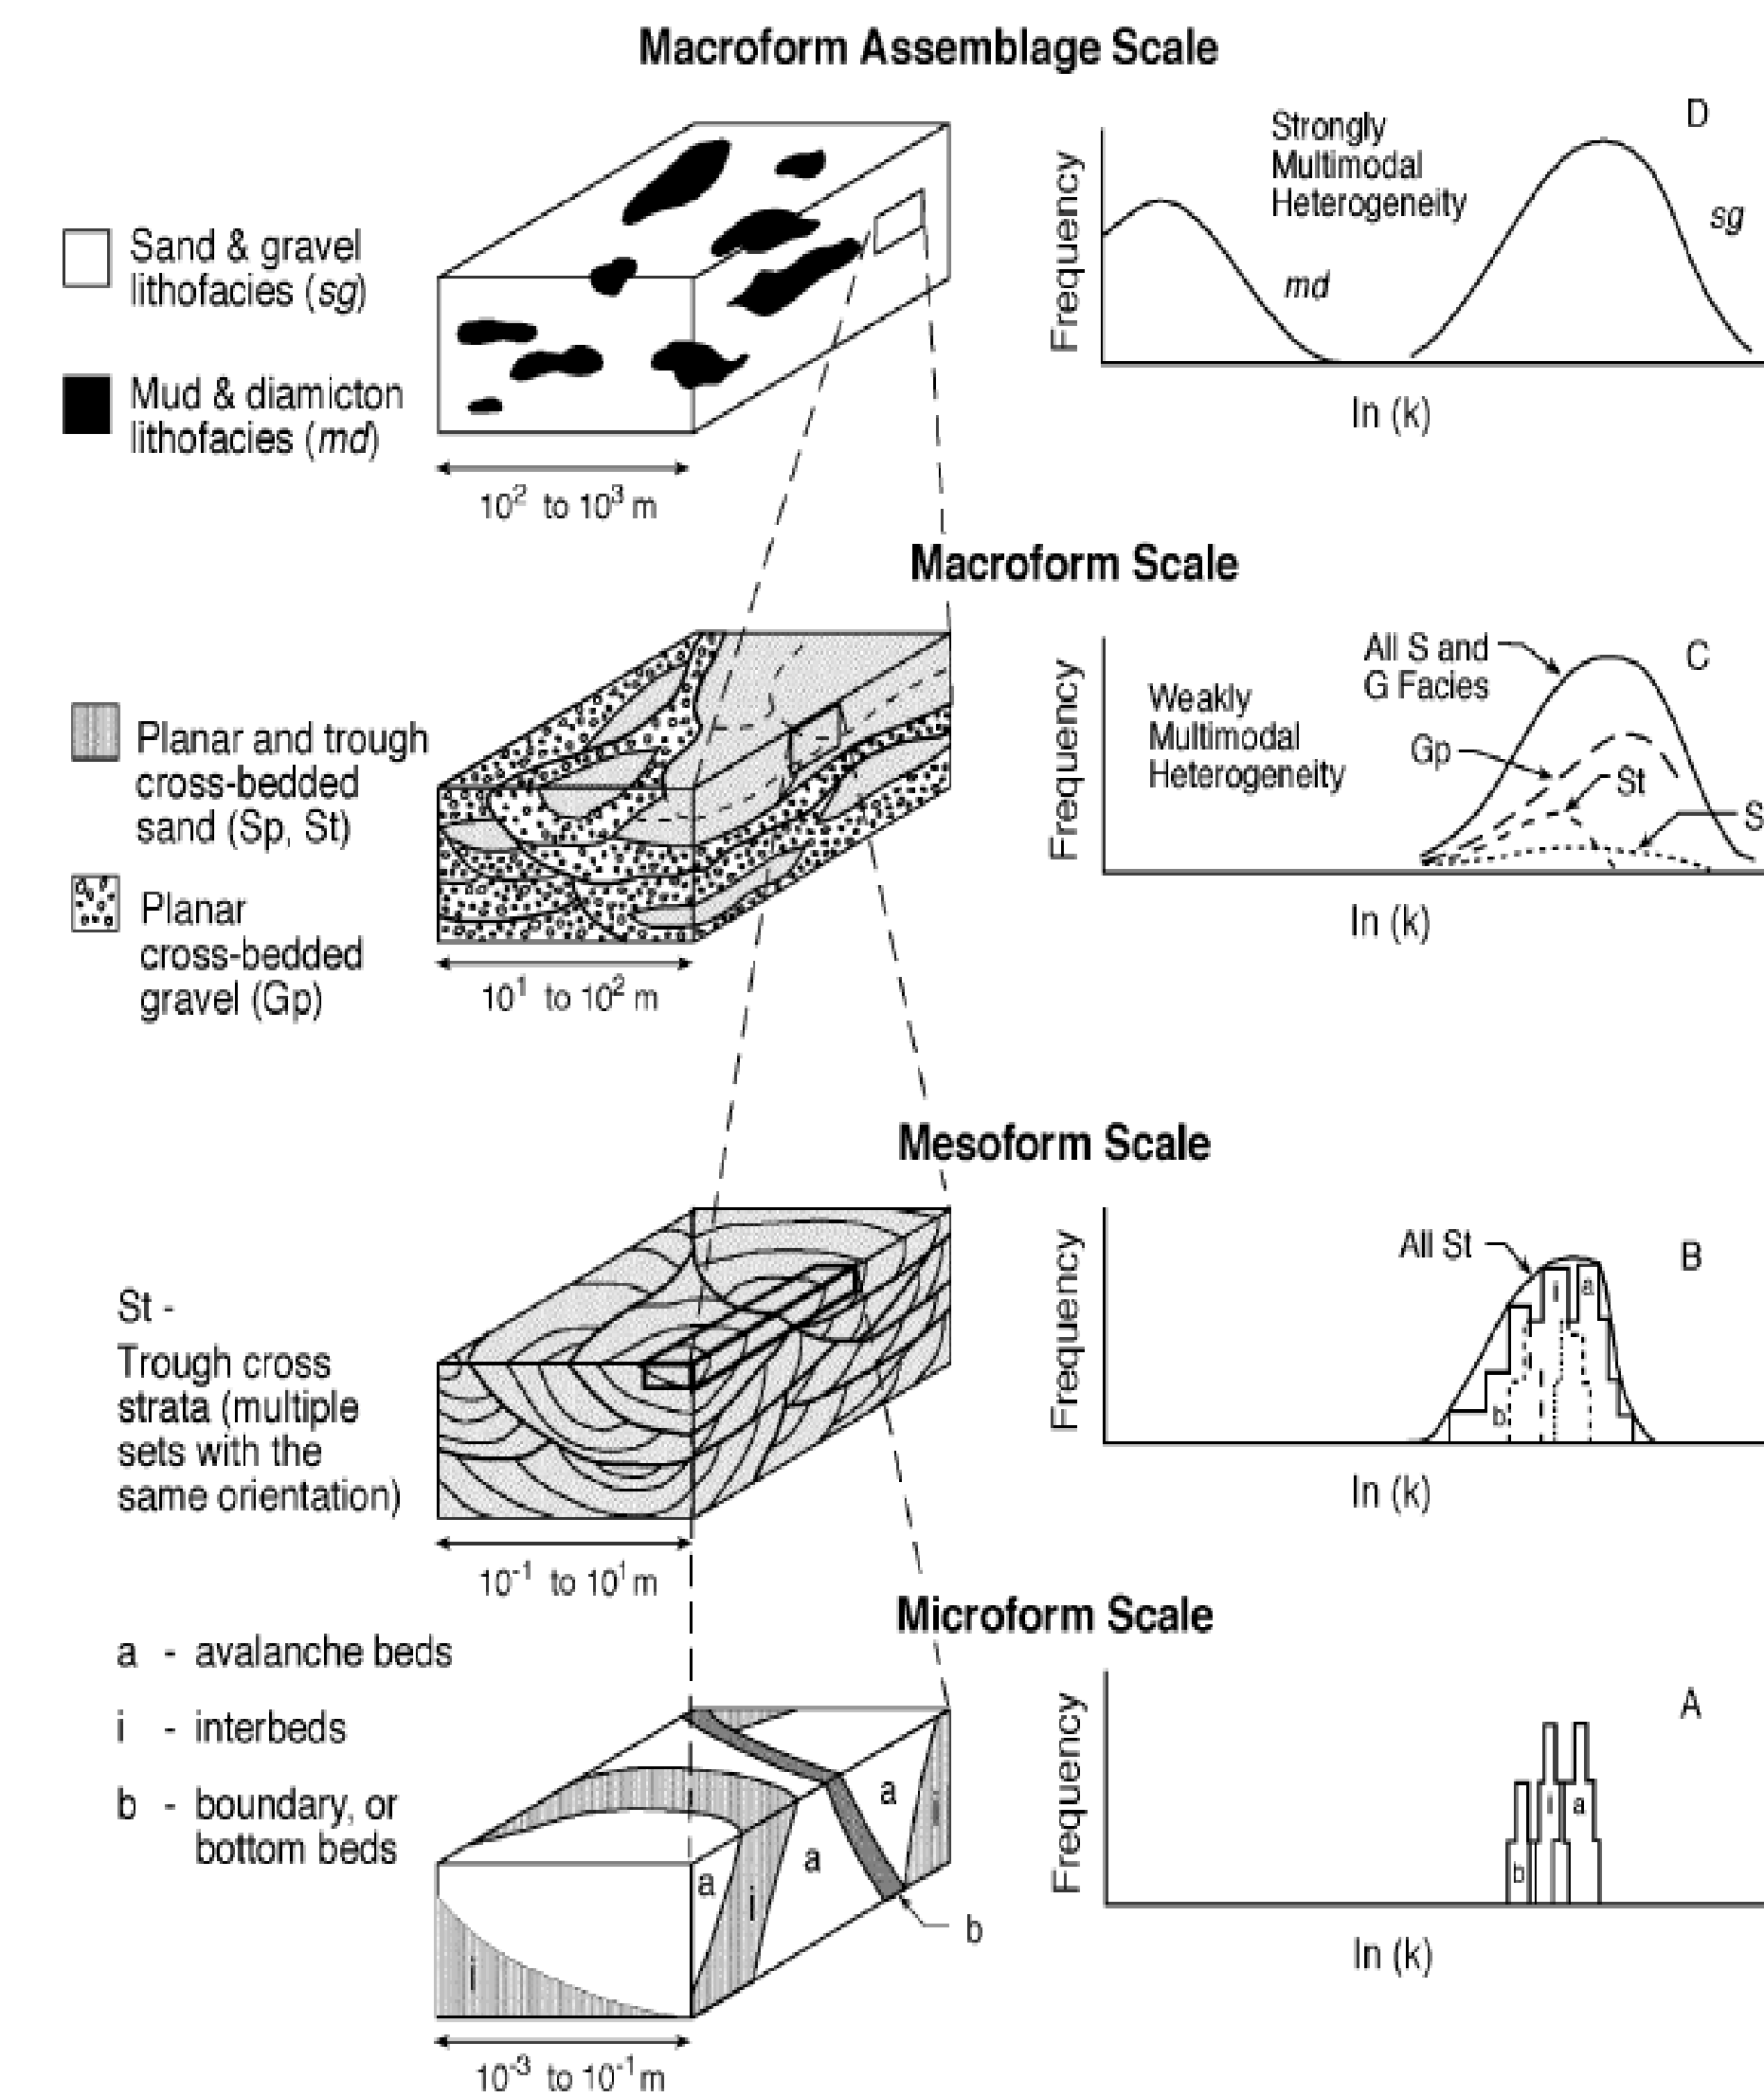 Macroform Assemblage Scale
Sand & gravel
lithofacies (sg)
Mud & diamicton
lithofacies (md)
10² to 10³ m
Frequency
Strongly
Multimodal
Heterogeneity
D
md
sg
ln (k)
Macroform Scale
Planar and trough
cross-bedded
sand (Sp, St)
Planar
cross-bedded
gravel (Gp)
10¹ to 10² m
Frequency
Weakly
Multimodal
Heterogeneity
All S and
G Facies
C
Gp
St
ln (k)
Mesoform Scale
St -
Trough cross
strata (multiple
sets with the
same orientation)
10⁻¹ to 10¹ m
Frequency
All St
B
i
a
b
ln (k)
Microform Scale
a - avalanche beds
i - interbeds
b - boundary, or
bottom beds
a
i
a
a
i
i
b
10⁻³ to 10⁻¹ m
Frequency
A
b
i
a
ln (k)